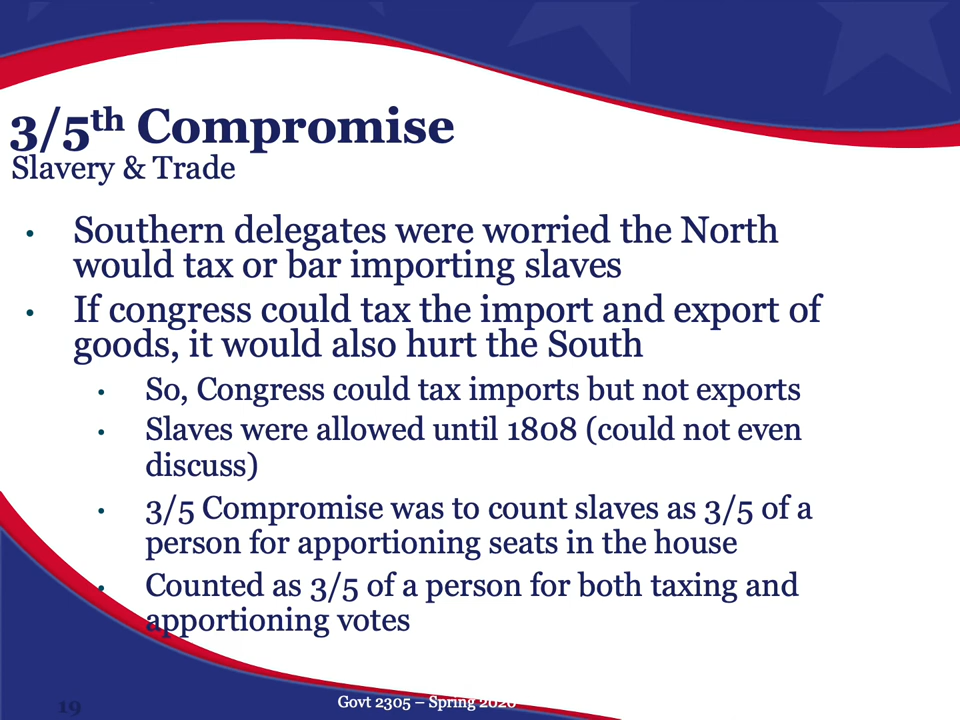 3/5th Compromise
Slavery & Trade
• Southern delegates were worried the North
would tax or bar importing slaves
• If congress could tax the import and export of
goods, it would also hurt the South
• So, Congress could tax imports but not exports
• Slaves were allowed until 1808 (could not even
discuss)
• 3/5 Compromise was to count slaves as 3/5 of a
person for apportioning seats in the house
• Counted as 3/5 of a person for both taxing and
apportioning votes
19
Govt 2305 – Spring 2020